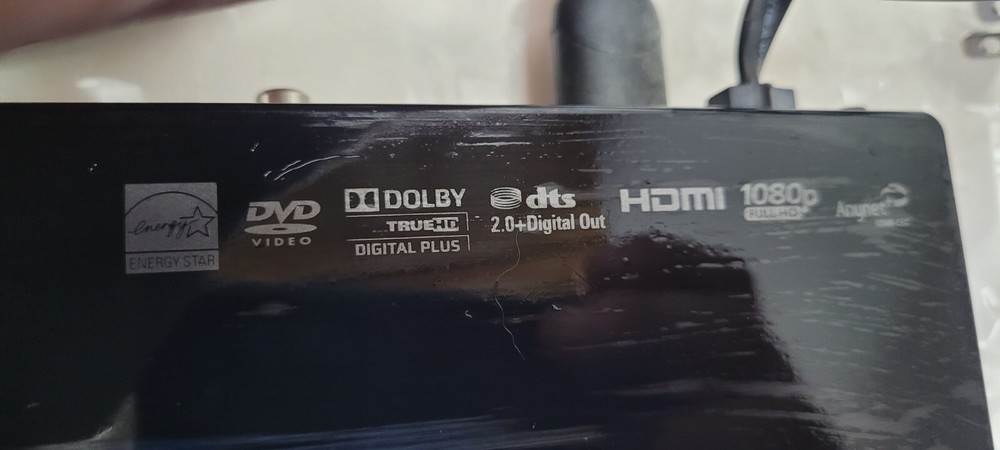 energy
ENERGY STAR
DVD
VIDEO
DOLBY
TRUEHD
DIGITAL PLUS
dts
2.0+Digital Out
HDMI
1080p
FULL HD
Anynet